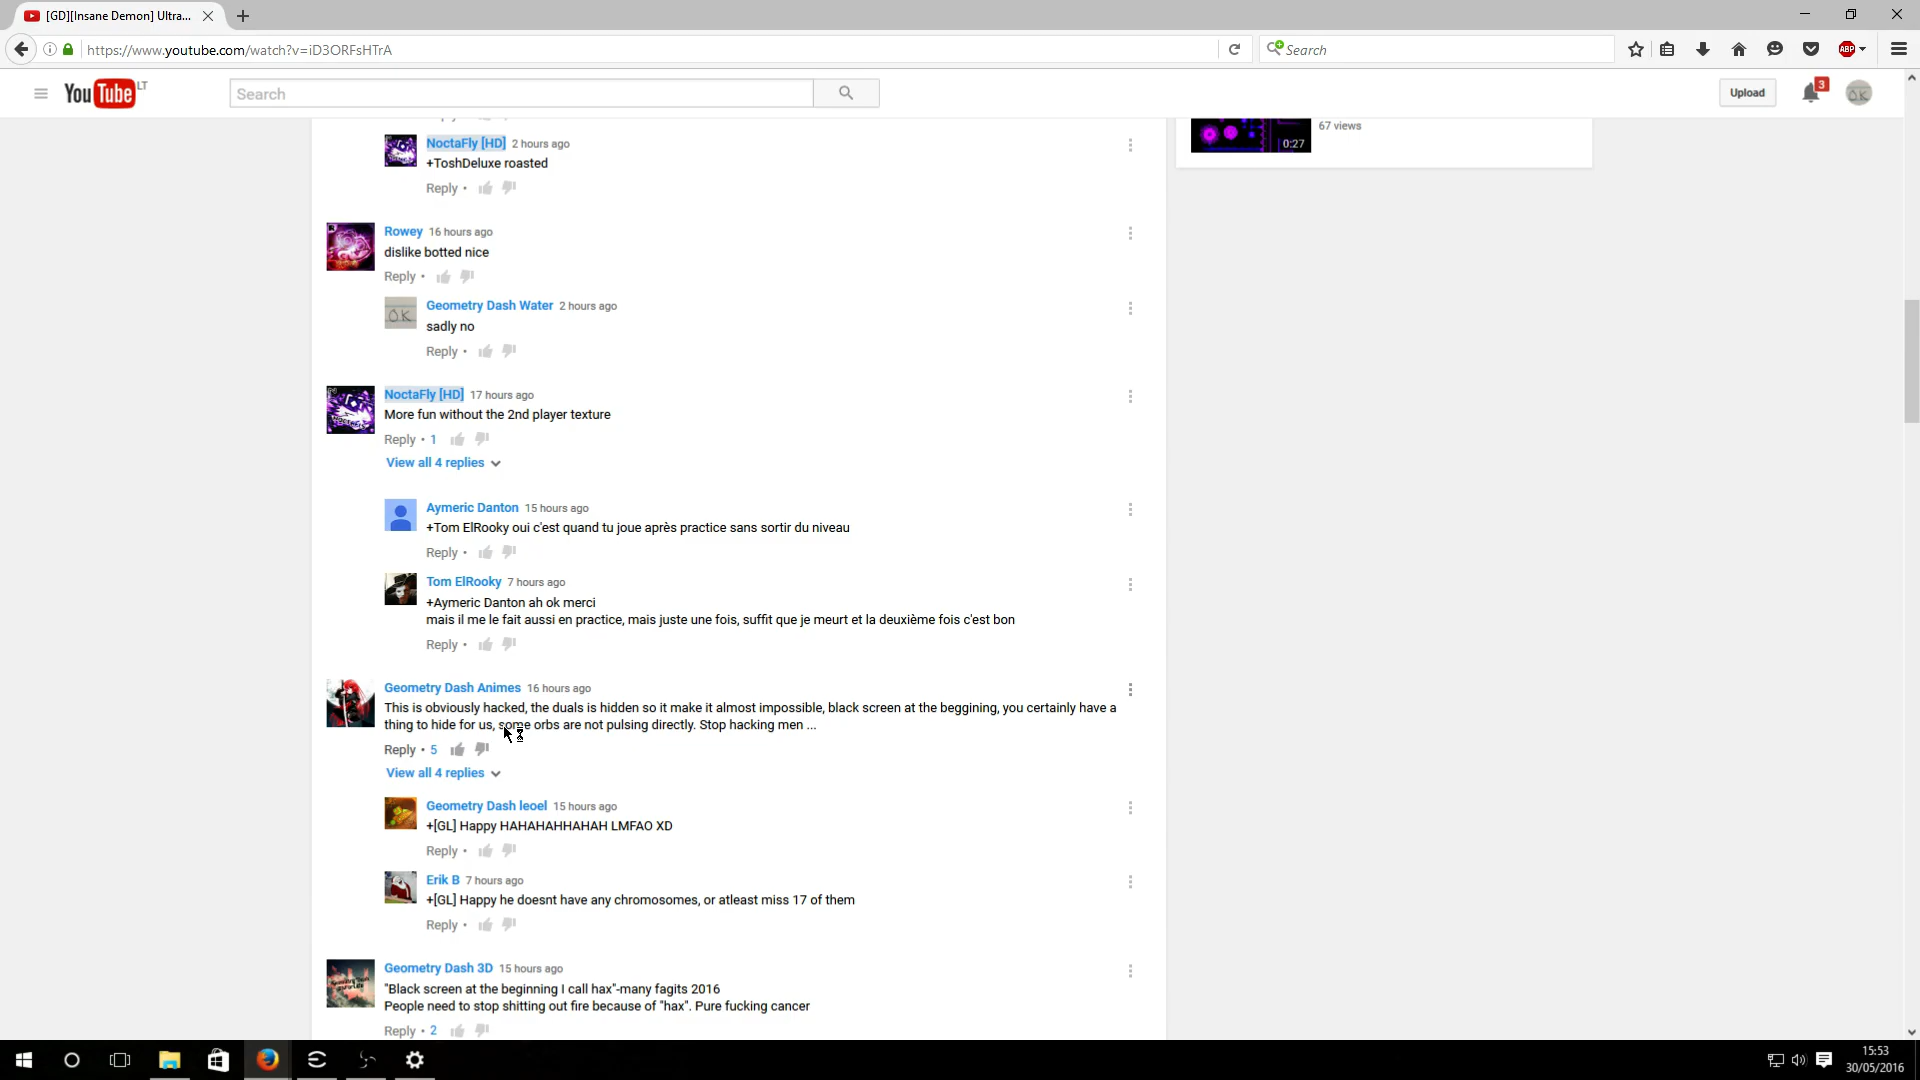 [GD][Insane Demon] Ultra...
https://www.youtube.com/watch?v=iD3ORFsHTrA
Search
ABP
YouTube LT
Search
Upload
3
OK
67 views
0:27
NoctaFly [HD] 2 hours ago
+ToshDeluxe roasted
Reply •
Rowey 16 hours ago
dislike botted nice
Reply •
Geometry Dash Water 2 hours ago
OK
sadly no
Reply •
NoctaFly [HD] 17 hours ago
More fun without the 2nd player texture
Reply • 1
View all 4 replies
Aymeric Danton 15 hours ago
+Tom ElRooky oui c'est quand tu joue après practice sans sortir du niveau
Reply •
Tom ElRooky 7 hours ago
+Aymeric Danton ah ok merci
mais il me le fait aussi en practice, mais juste une fois, suffit que je meurt et la deuxième fois c'est bon
Reply •
Geometry Dash Animes 16 hours ago
This is obviously hacked, the duals is hidden so it make it almost impossible, black screen at the beggining, you certainly have a
thing to hide for us, some orbs are not pulsing directly. Stop hacking men ...
Reply • 5
View all 4 replies
Geometry Dash leoel 15 hours ago
+[GL] Happy HAHAHAHHAHAH LMFAO XD
Reply •
Erik B 7 hours ago
+[GL] Happy he doesnt have any chromosomes, or atleast miss 17 of them
Reply •
Geometry Dash 3D 15 hours ago
"Black screen at the beginning I call hax"-many fagits 2016
People need to stop shitting out fire because of "hax". Pure fucking cancer
Reply • 2
15:53
30/05/2016